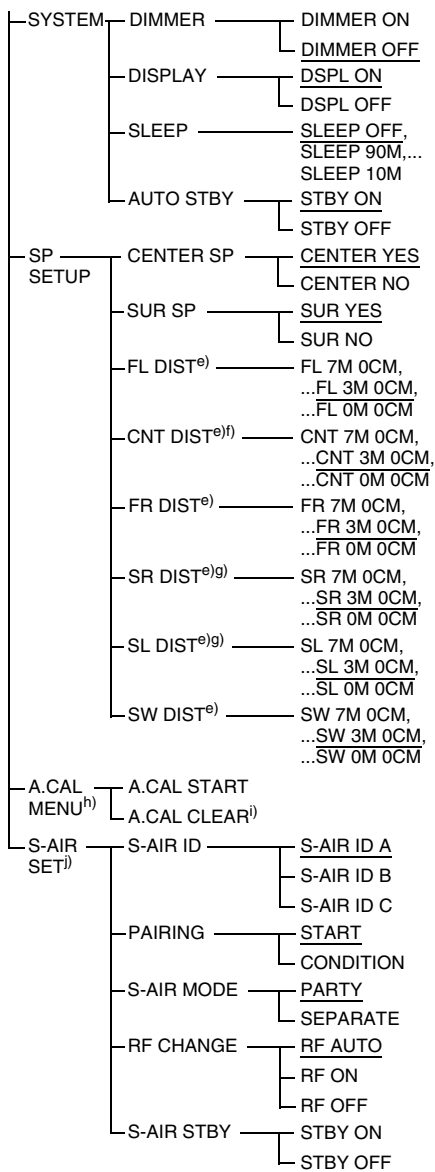 SYSTEM DIMMER DIMMER ON
DIMMER OFF
DISPLAY DSPL ON
DSPL OFF
SLEEP SLEEP OFF,
SLEEP 90M,...
SLEEP 10M
AUTO STBY STBY ON
STBY OFF
SP SETUP CENTER SP CENTER YES
CENTER NO
SUR SP SUR YES
SUR NO
FL DISTe) FL 7M 0CM,
...FL 3M 0CM,
...FL 0M 0CM
CNT DISTe)f) CNT 7M 0CM,
...CNT 3M 0CM,
...CNT 0M 0CM
FR DISTe) FR 7M 0CM,
...FR 3M 0CM,
...FR 0M 0CM
SR DISTe)g) SR 7M 0CM,
...SR 3M 0CM,
...SR 0M 0CM
SL DISTe)g) SL 7M 0CM,
...SL 3M 0CM,
...SL 0M 0CM
SW DISTe) SW 7M 0CM,
...SW 3M 0CM,
...SW 0M 0CM
A.CAL MENUh) A.CAL START
A.CAL CLEARi)
S-AIR SETj) S-AIR ID S-AIR ID A
S-AIR ID B
S-AIR ID C
PAIRING START
CONDITION
S-AIR MODE PARTY
SEPARATE
RF CHANGE RF AUTO
RF ON
RF OFF
S-AIR STBY STBY ON
STBY OFF